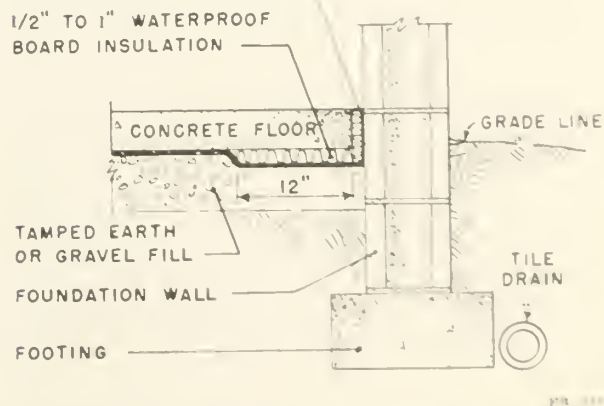 1/2" TO 1" WATERPROOF
BOARD INSULATION
CONCRETE FLOOR
GRADE LINE
12"
TAMPED EARTH
OR GRAVEL FILL
TILE
DRAIN
FOUNDATION WALL
FOOTING